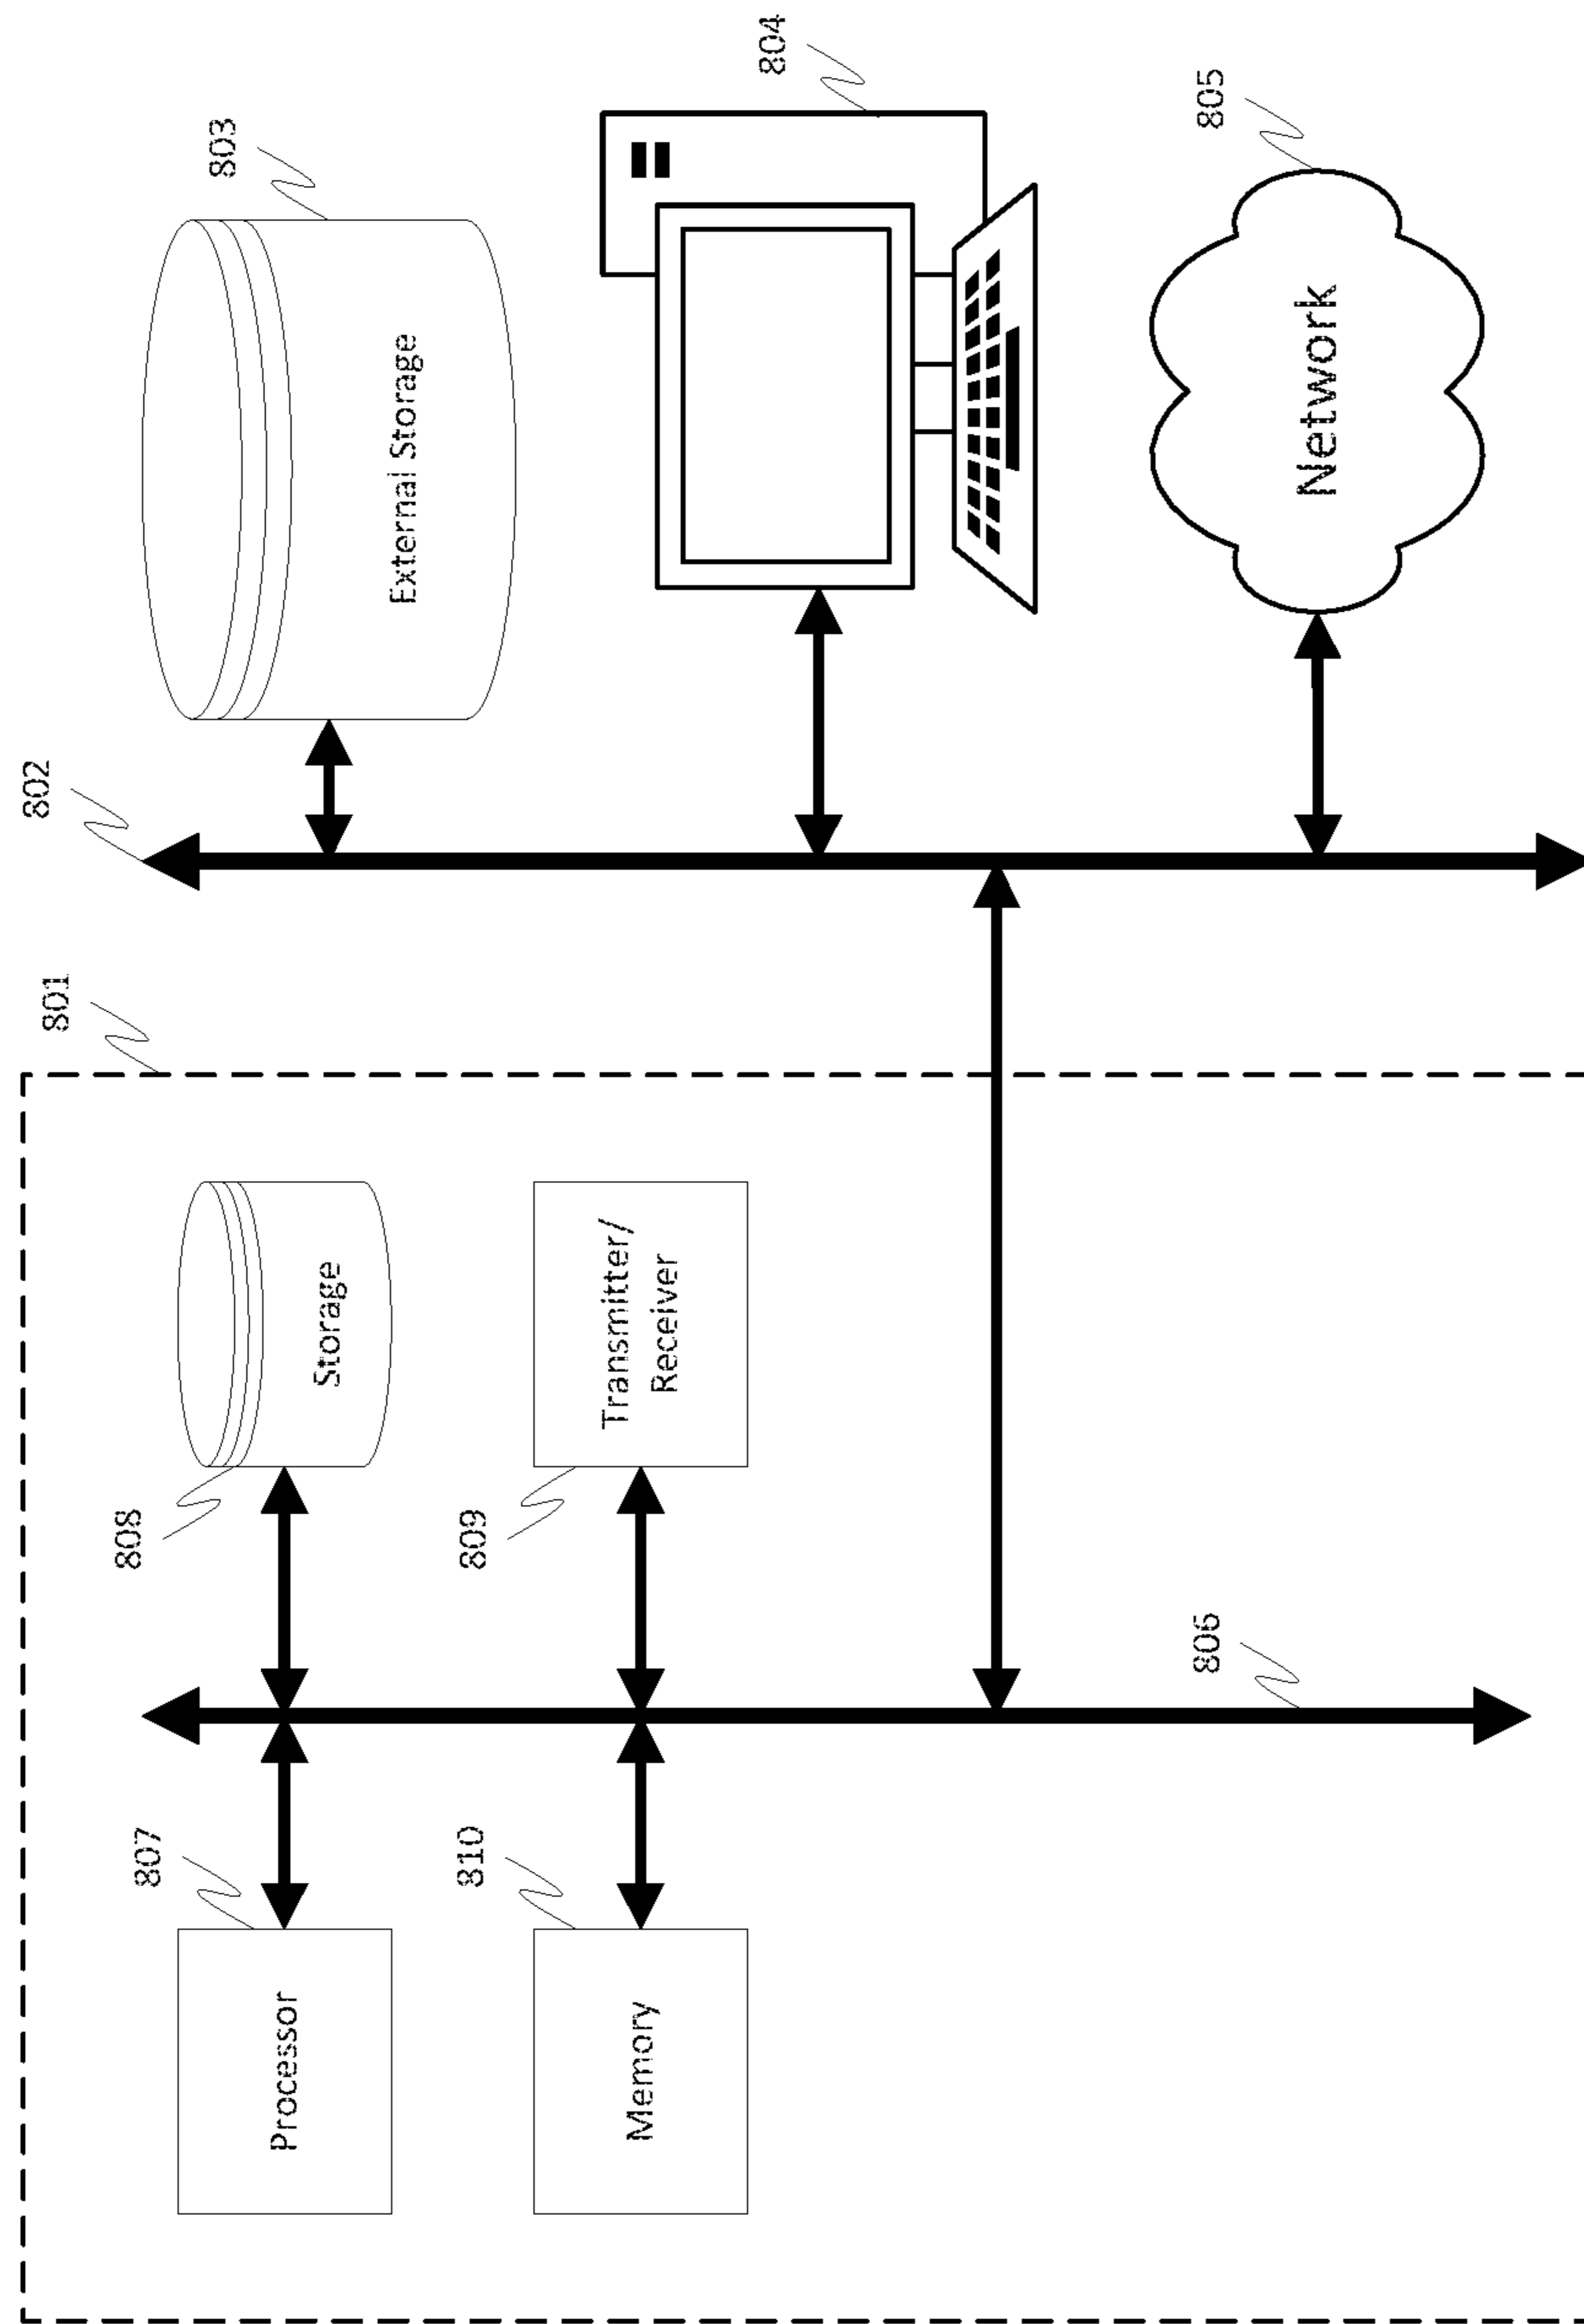 802
801
808
807
803
Processor
Storage
External Storage
810
809
Transmitter/
Receiver
Memory
804
806
805
Network